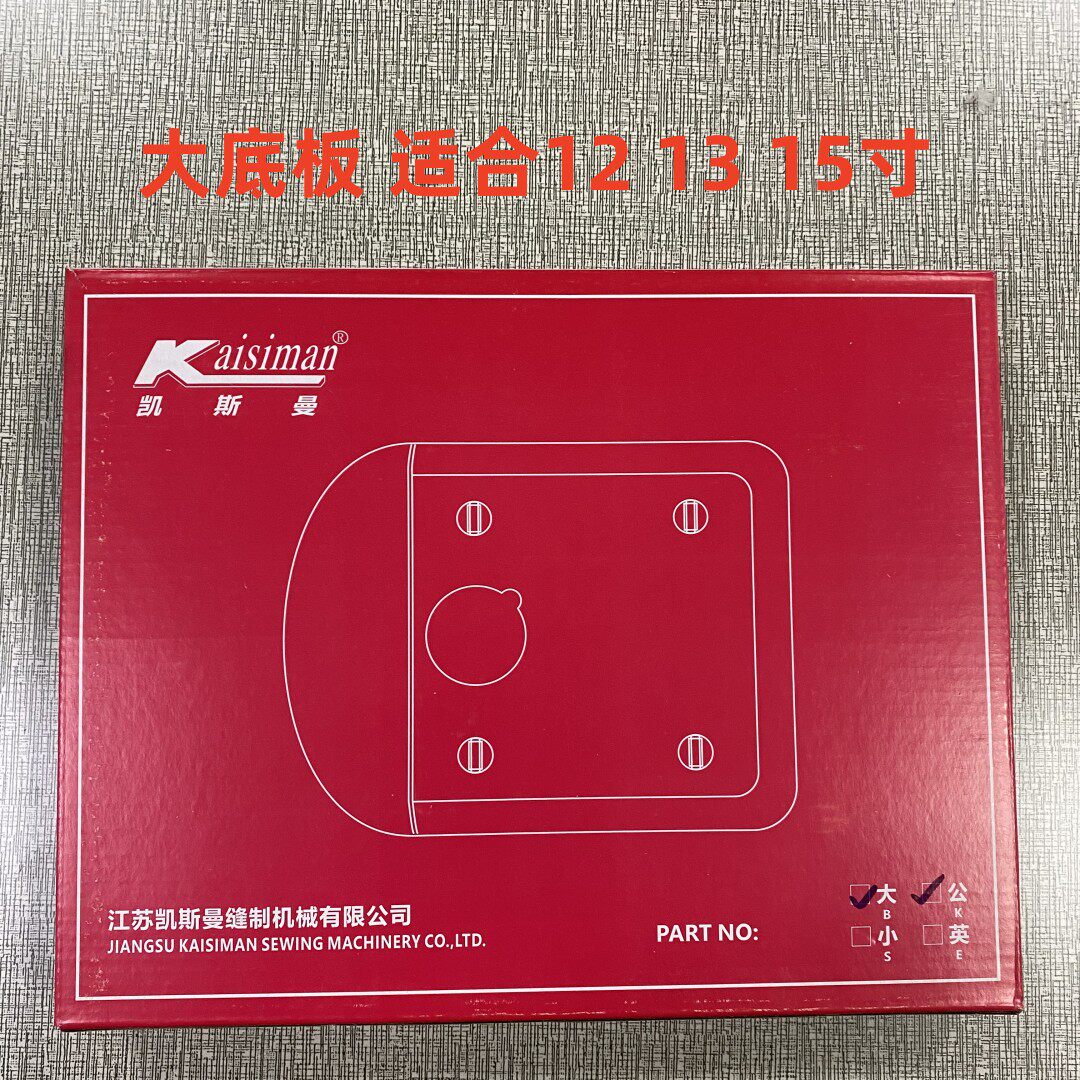 大底板 适合12 13 15寸
Kaisiman®
凯斯曼
江苏凯斯曼缝制机械有限公司
JIANGSU KAISIMAN SEWING MACHINERY CO.,LTD.
PART NO:
大 公
B K
小 英
S E